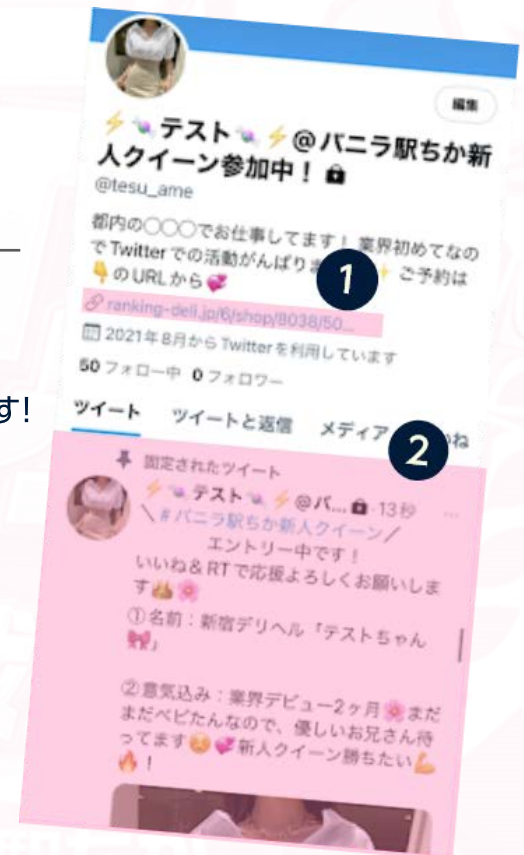 編集
⚡🍬テスト🍬⚡@バニラ駅ちか新
人クイーン参加中！🔒
@tesu_ame
都内の◯◯◯でお仕事してます！ 業界初めてなの
でTwitterでの活動がんばりま ✨ ご予約は
👇のURLから💞
1
ranking-deli.jp/6/shop/8038/50...
2021年8月からTwitterを利用しています
50 フォロー中 0 フォロワー
ツイート ツイートと返信 メディア ね
2
す!
固定されたツイート
⚡🍬テスト🍬⚡@バ... 🔒・13秒
＼＃バニラ駅ちか新人クイーン／
エントリー中です！
いいね＆RTで応援よろしくお願いしま
す👑🌸
①名前：新宿デリヘル「テストちゃん
🎀」
②意気込み：業界デビュー2ヶ月🌸まだ
まだベビたんなので、優しいお兄さん待
ってます☺️💞新人クイーン勝ちたい💪
🔥！